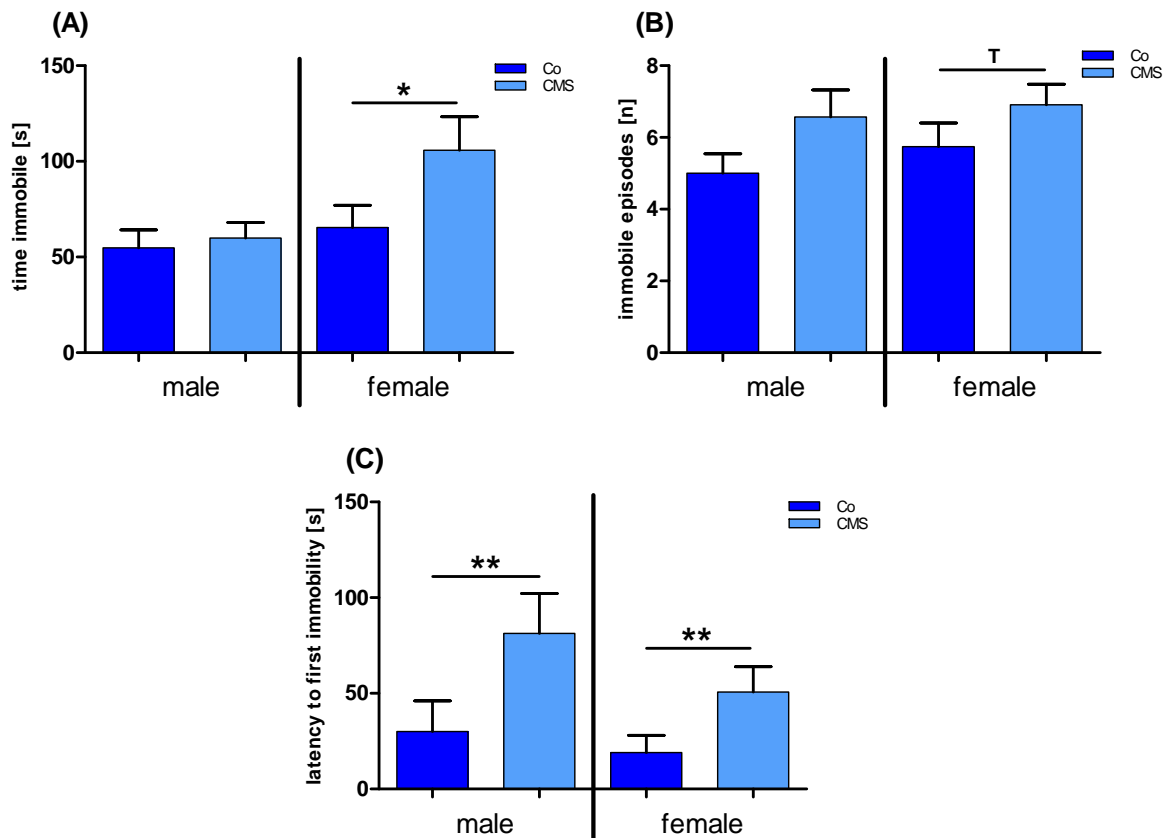 (A)
time immobile [s]
150
100
50
0
Co
CMS
*
male
female
(B)
immobile episodes [n]
8
6
4
2
0
Co
CMS
T
male
female
(C)
latency to first immobility [s]
150
100
50
0
Co
CMS
**
**
male
female